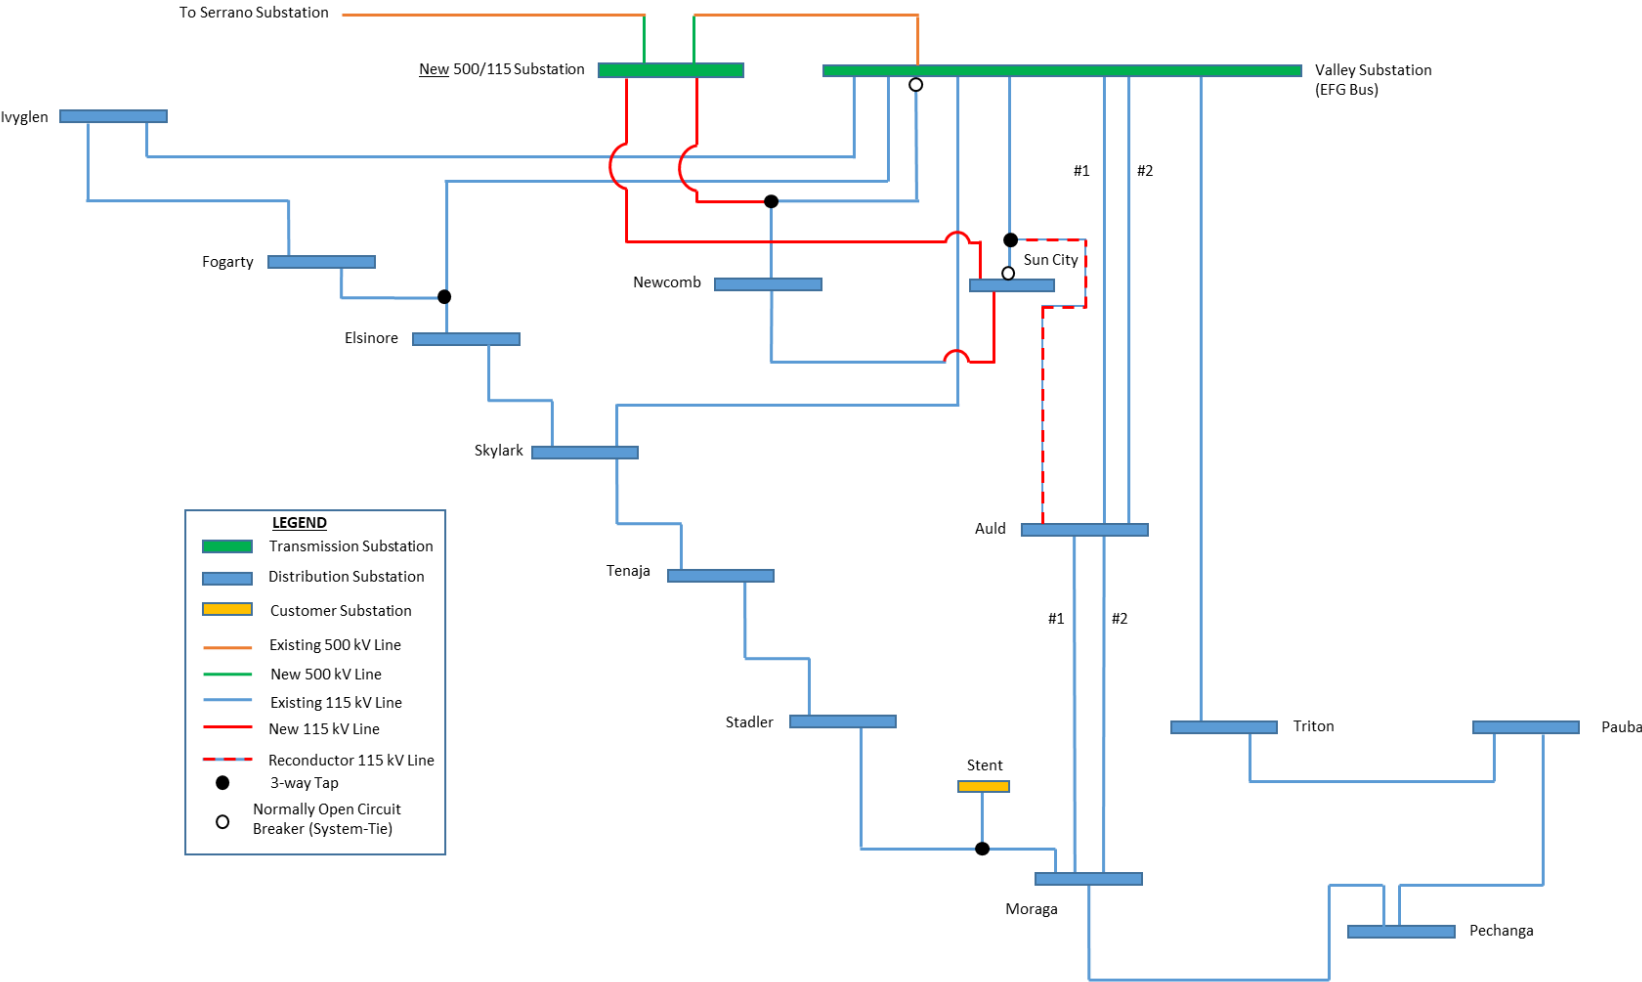 To Serrano Substation
New 500/115 Substation
Valley Substation
(EFG Bus)
Ivyglen
#1
#2
Fogarty
Sun City
Newcomb
Elsinore
Skylark
Auld
Tenaja
#1
#2
Stadler
Triton
Pauba
Stent
Moraga
Pechanga
LEGEND
Transmission Substation
Distribution Substation
Customer Substation
Existing 500 kV Line
New 500 kV Line
Existing 115 kV Line
New 115 kV Line
Reconductor 115 kV Line
3-way Tap
Normally Open Circuit
Breaker (System-Tie)